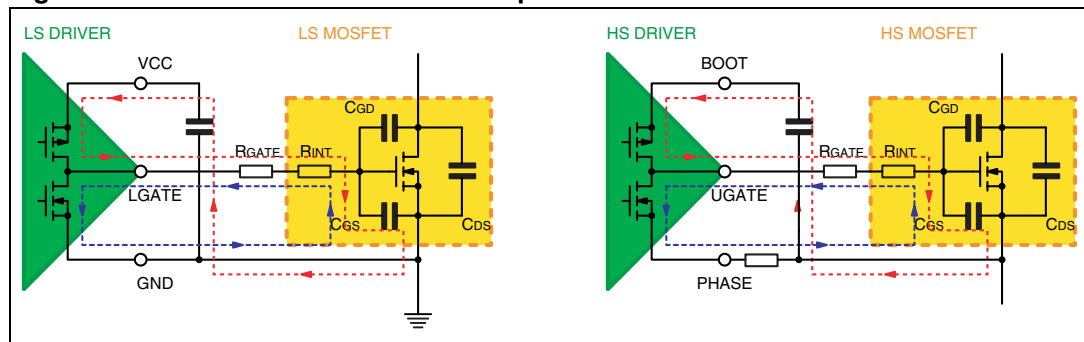 LS DRIVER
LS MOSFET
VCC
CGD
RGATE
RINT
LGATE
CGS
CDS
GND
HS DRIVER
HS MOSFET
BOOT
CGD
RGATE
RINT
UGATE
CGS
CDS
PHASE